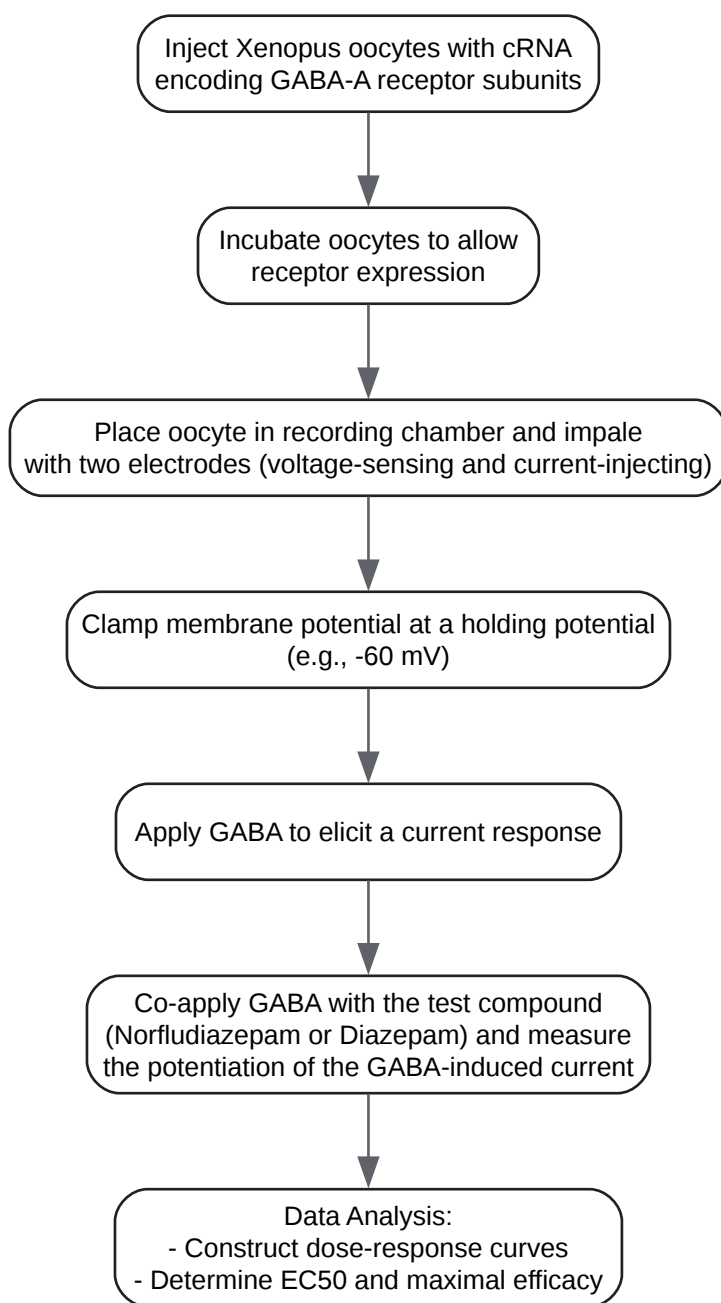 Inject Xenopus oocytes with cRNA
encoding GABA-A receptor subunits
Incubate oocytes to allow
receptor expression
Place oocyte in recording chamber and impale
with two electrodes (voltage-sensing and current-injecting)
Clamp membrane potential at a holding potential
(e.g., -60 mV)
Apply GABA to elicit a current response
Co-apply GABA with the test compound
(Norfludiazepam or Diazepam) and measure
the potentiation of the GABA-induced current
Data Analysis:
- Construct dose-response curves
- Determine EC50 and maximal efficacy